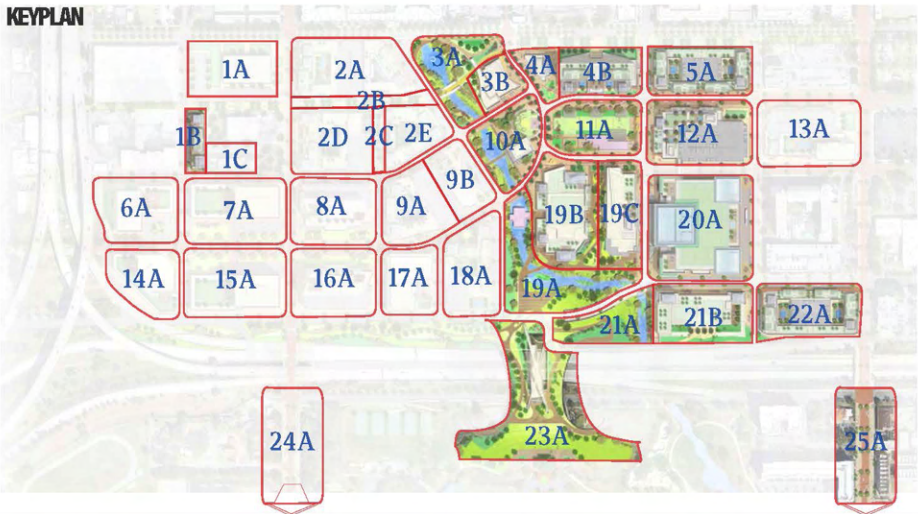 KEYPLAN
1A
2A
3A
3B
4A
4B
5A
2B
1B
1C
2D
2C
2E
10A
11A
12A
13A
6A
7A
8A
9A
9B
19B
19C
20A
14A
15A
16A
17A
18A
19A
21A
21B
22A
24A
23A
25A